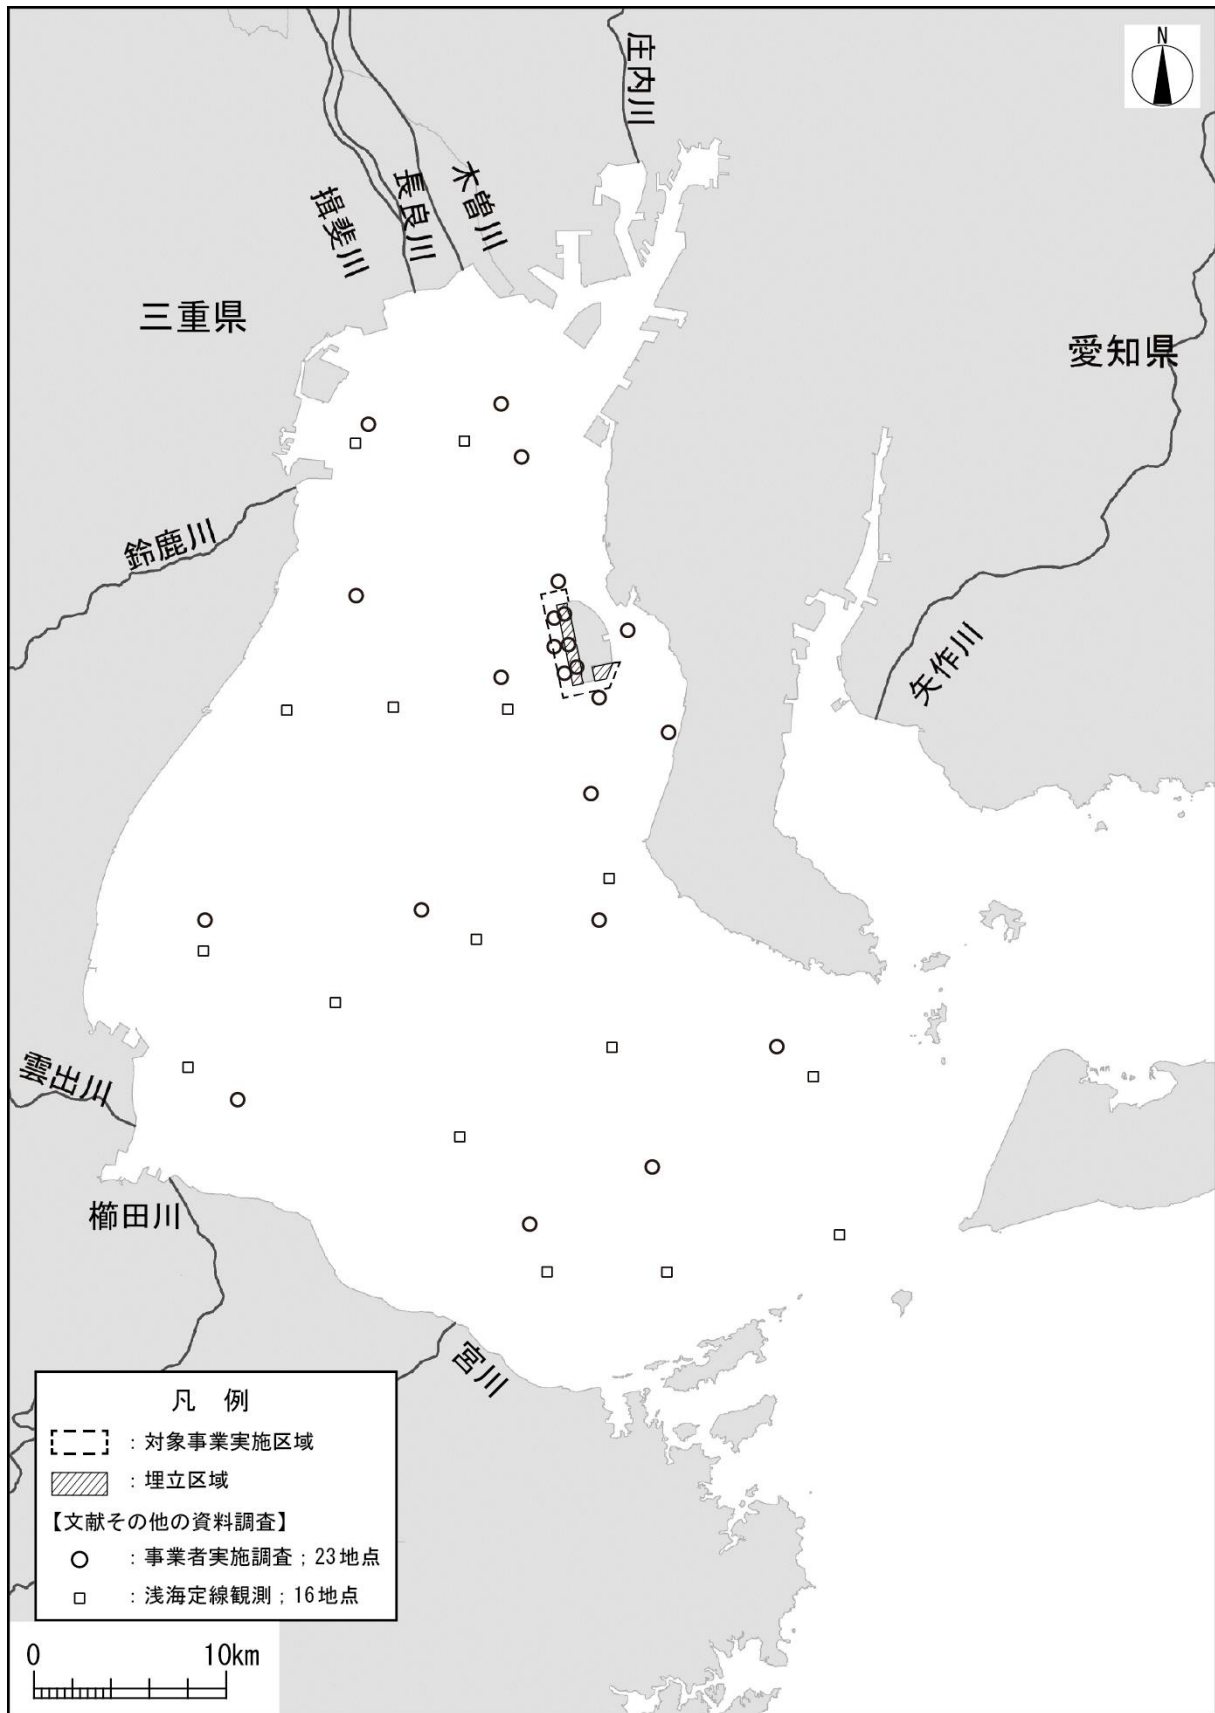 N
庄内川
木曽川
長良川
揖斐川
三重県
愛知県
鈴鹿川
矢作川
雲出川
櫛田川
宮川
凡 例
：対象事業実施区域
：埋立区域
【文献その他の資料調査】
：事業者実施調査；23地点
：浅海定線観測；16地点
0 10km